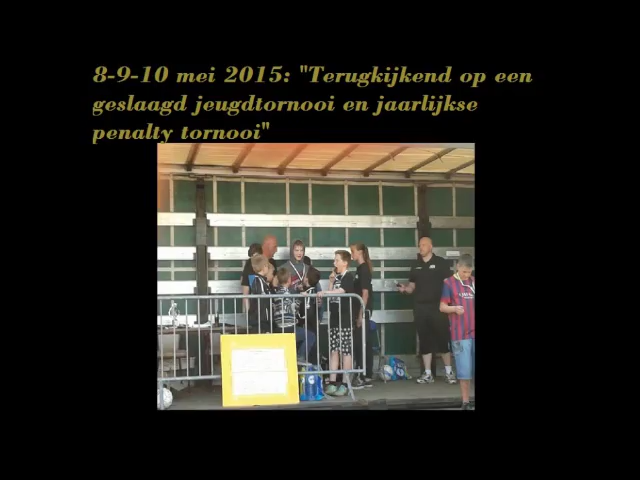 8-9-10 mei 2015: "Terugkijkend op een
geslaagd jeugdtornooi en jaarlijkse
penalty tornooi"